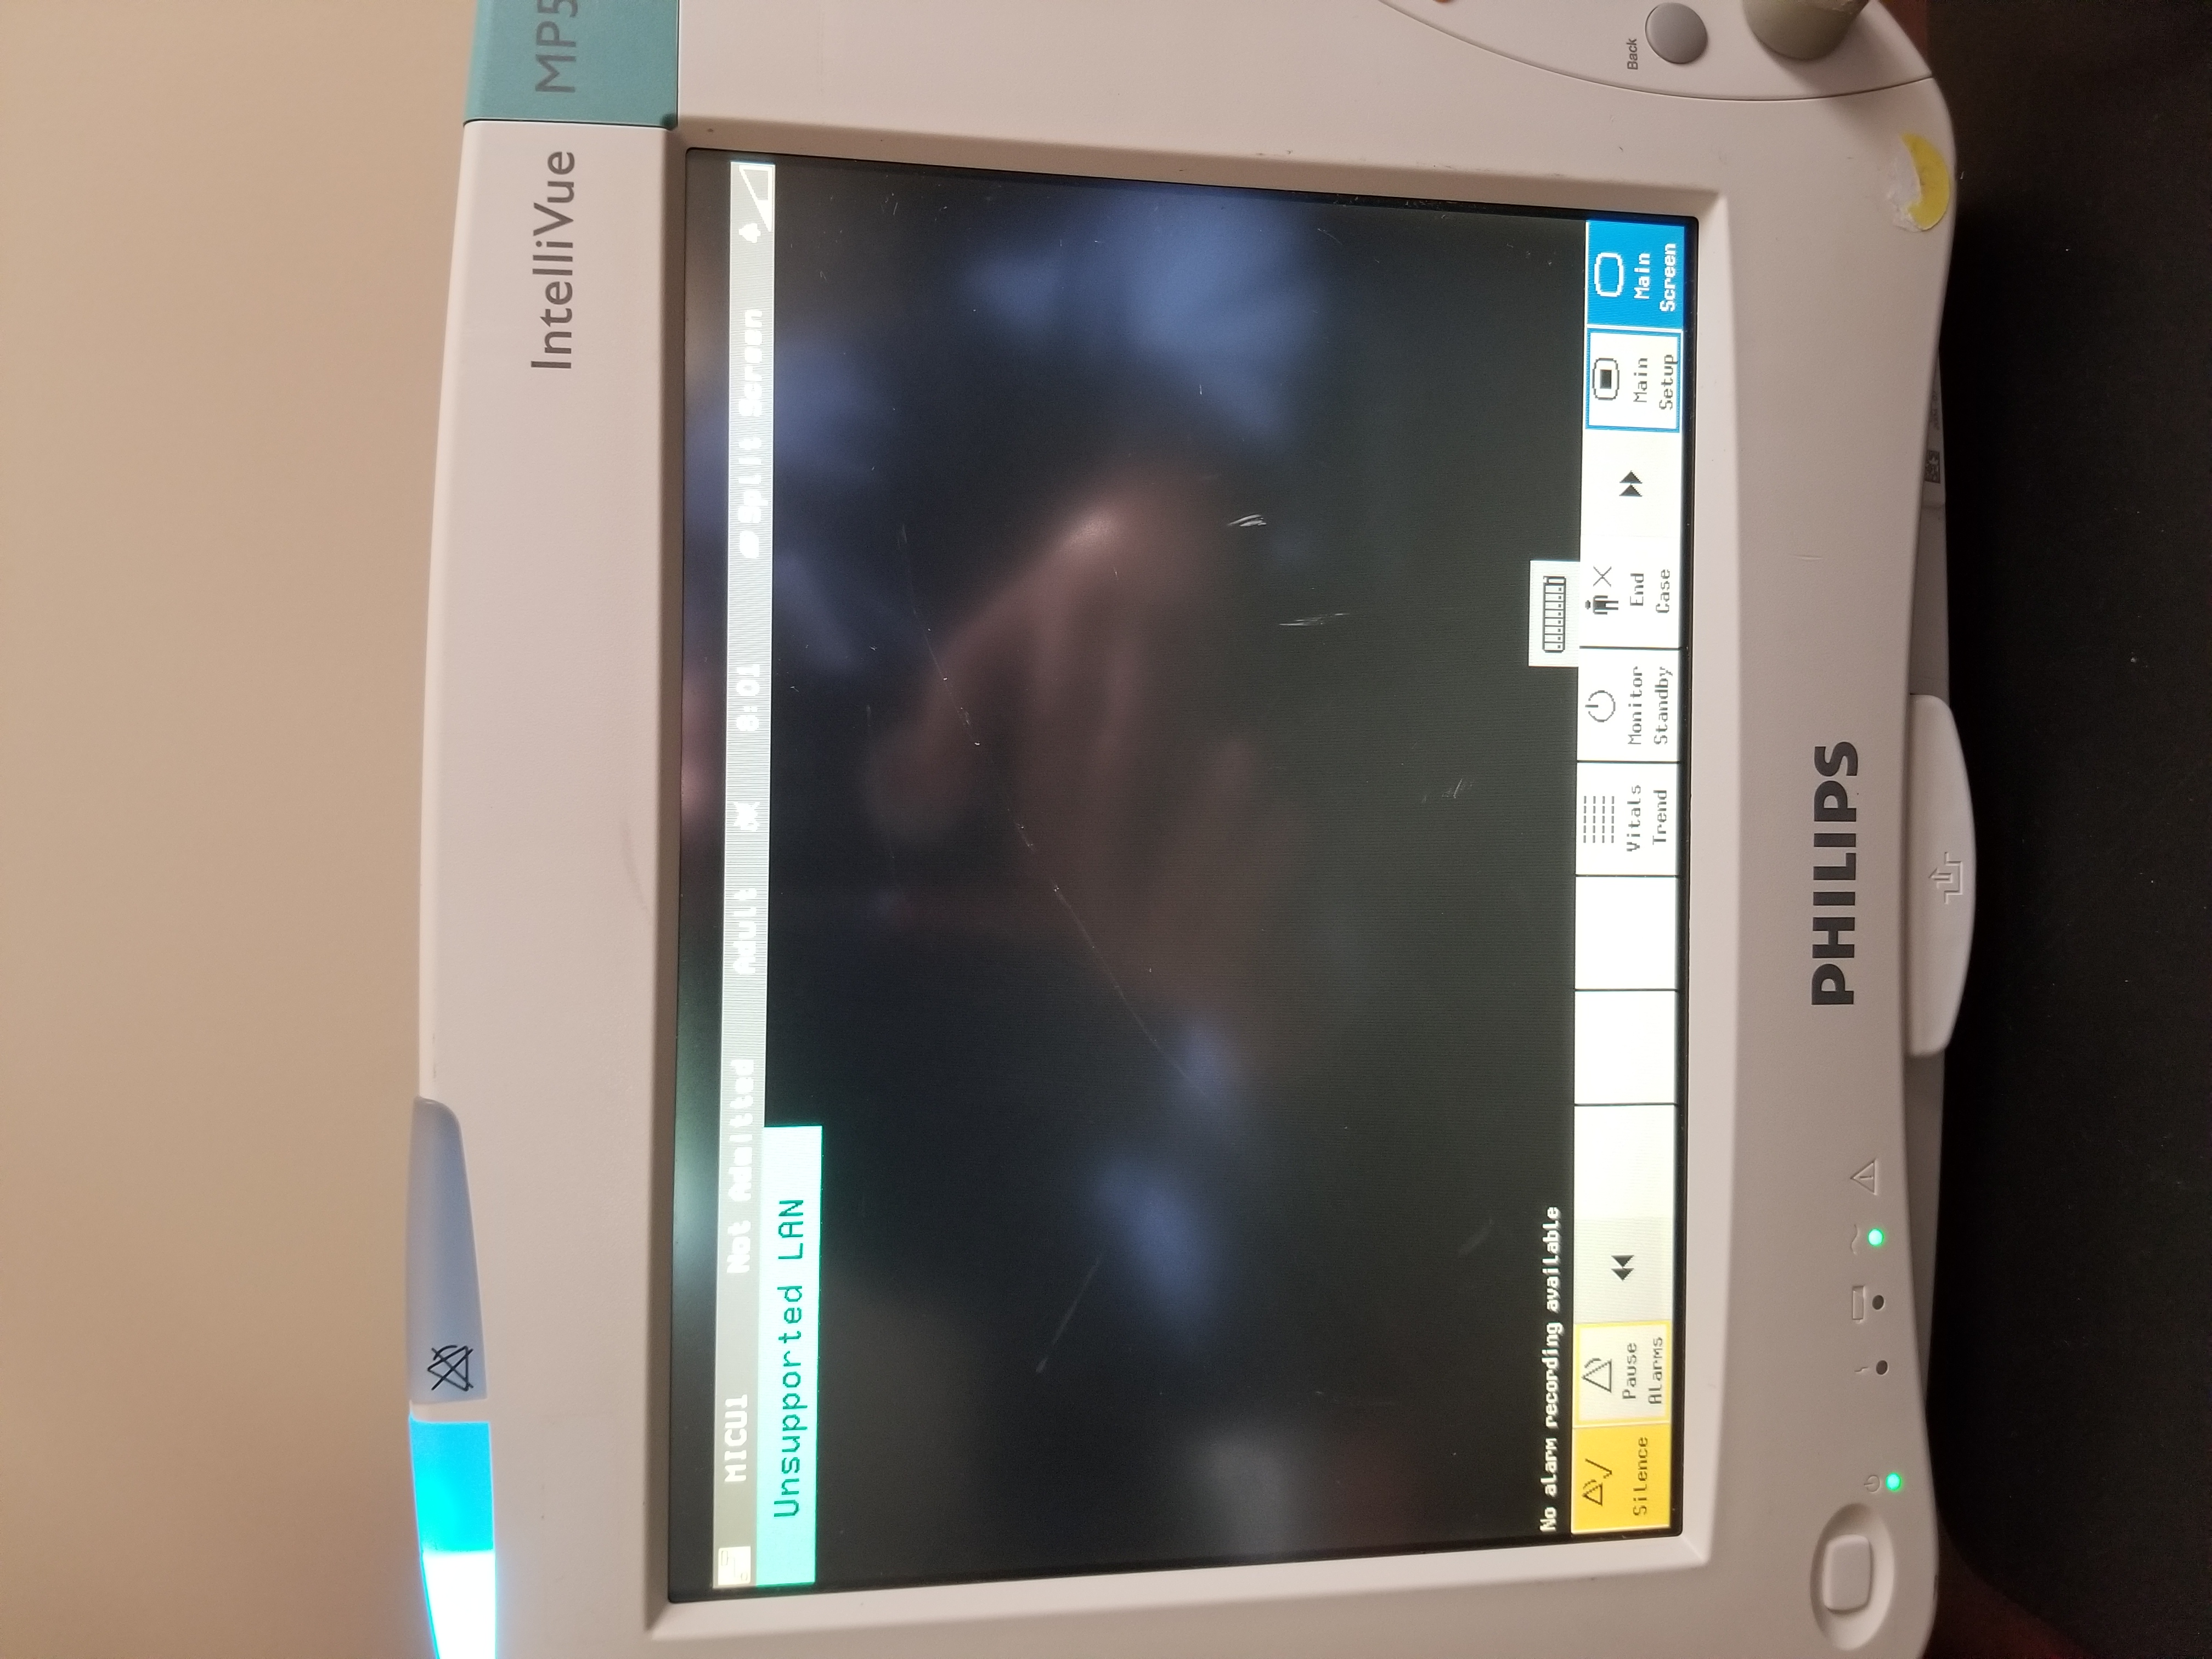 IntelliVue MP5
MICU1 Not Admitted Adult 8:01 Split Screen
Unsupported LAN
No alarm recording available
Silence
Pause
Alarms
Vitals
Trend
Monitor
Standby
End
Case
Main
Setup
Main
Screen
Back
PHILIPS